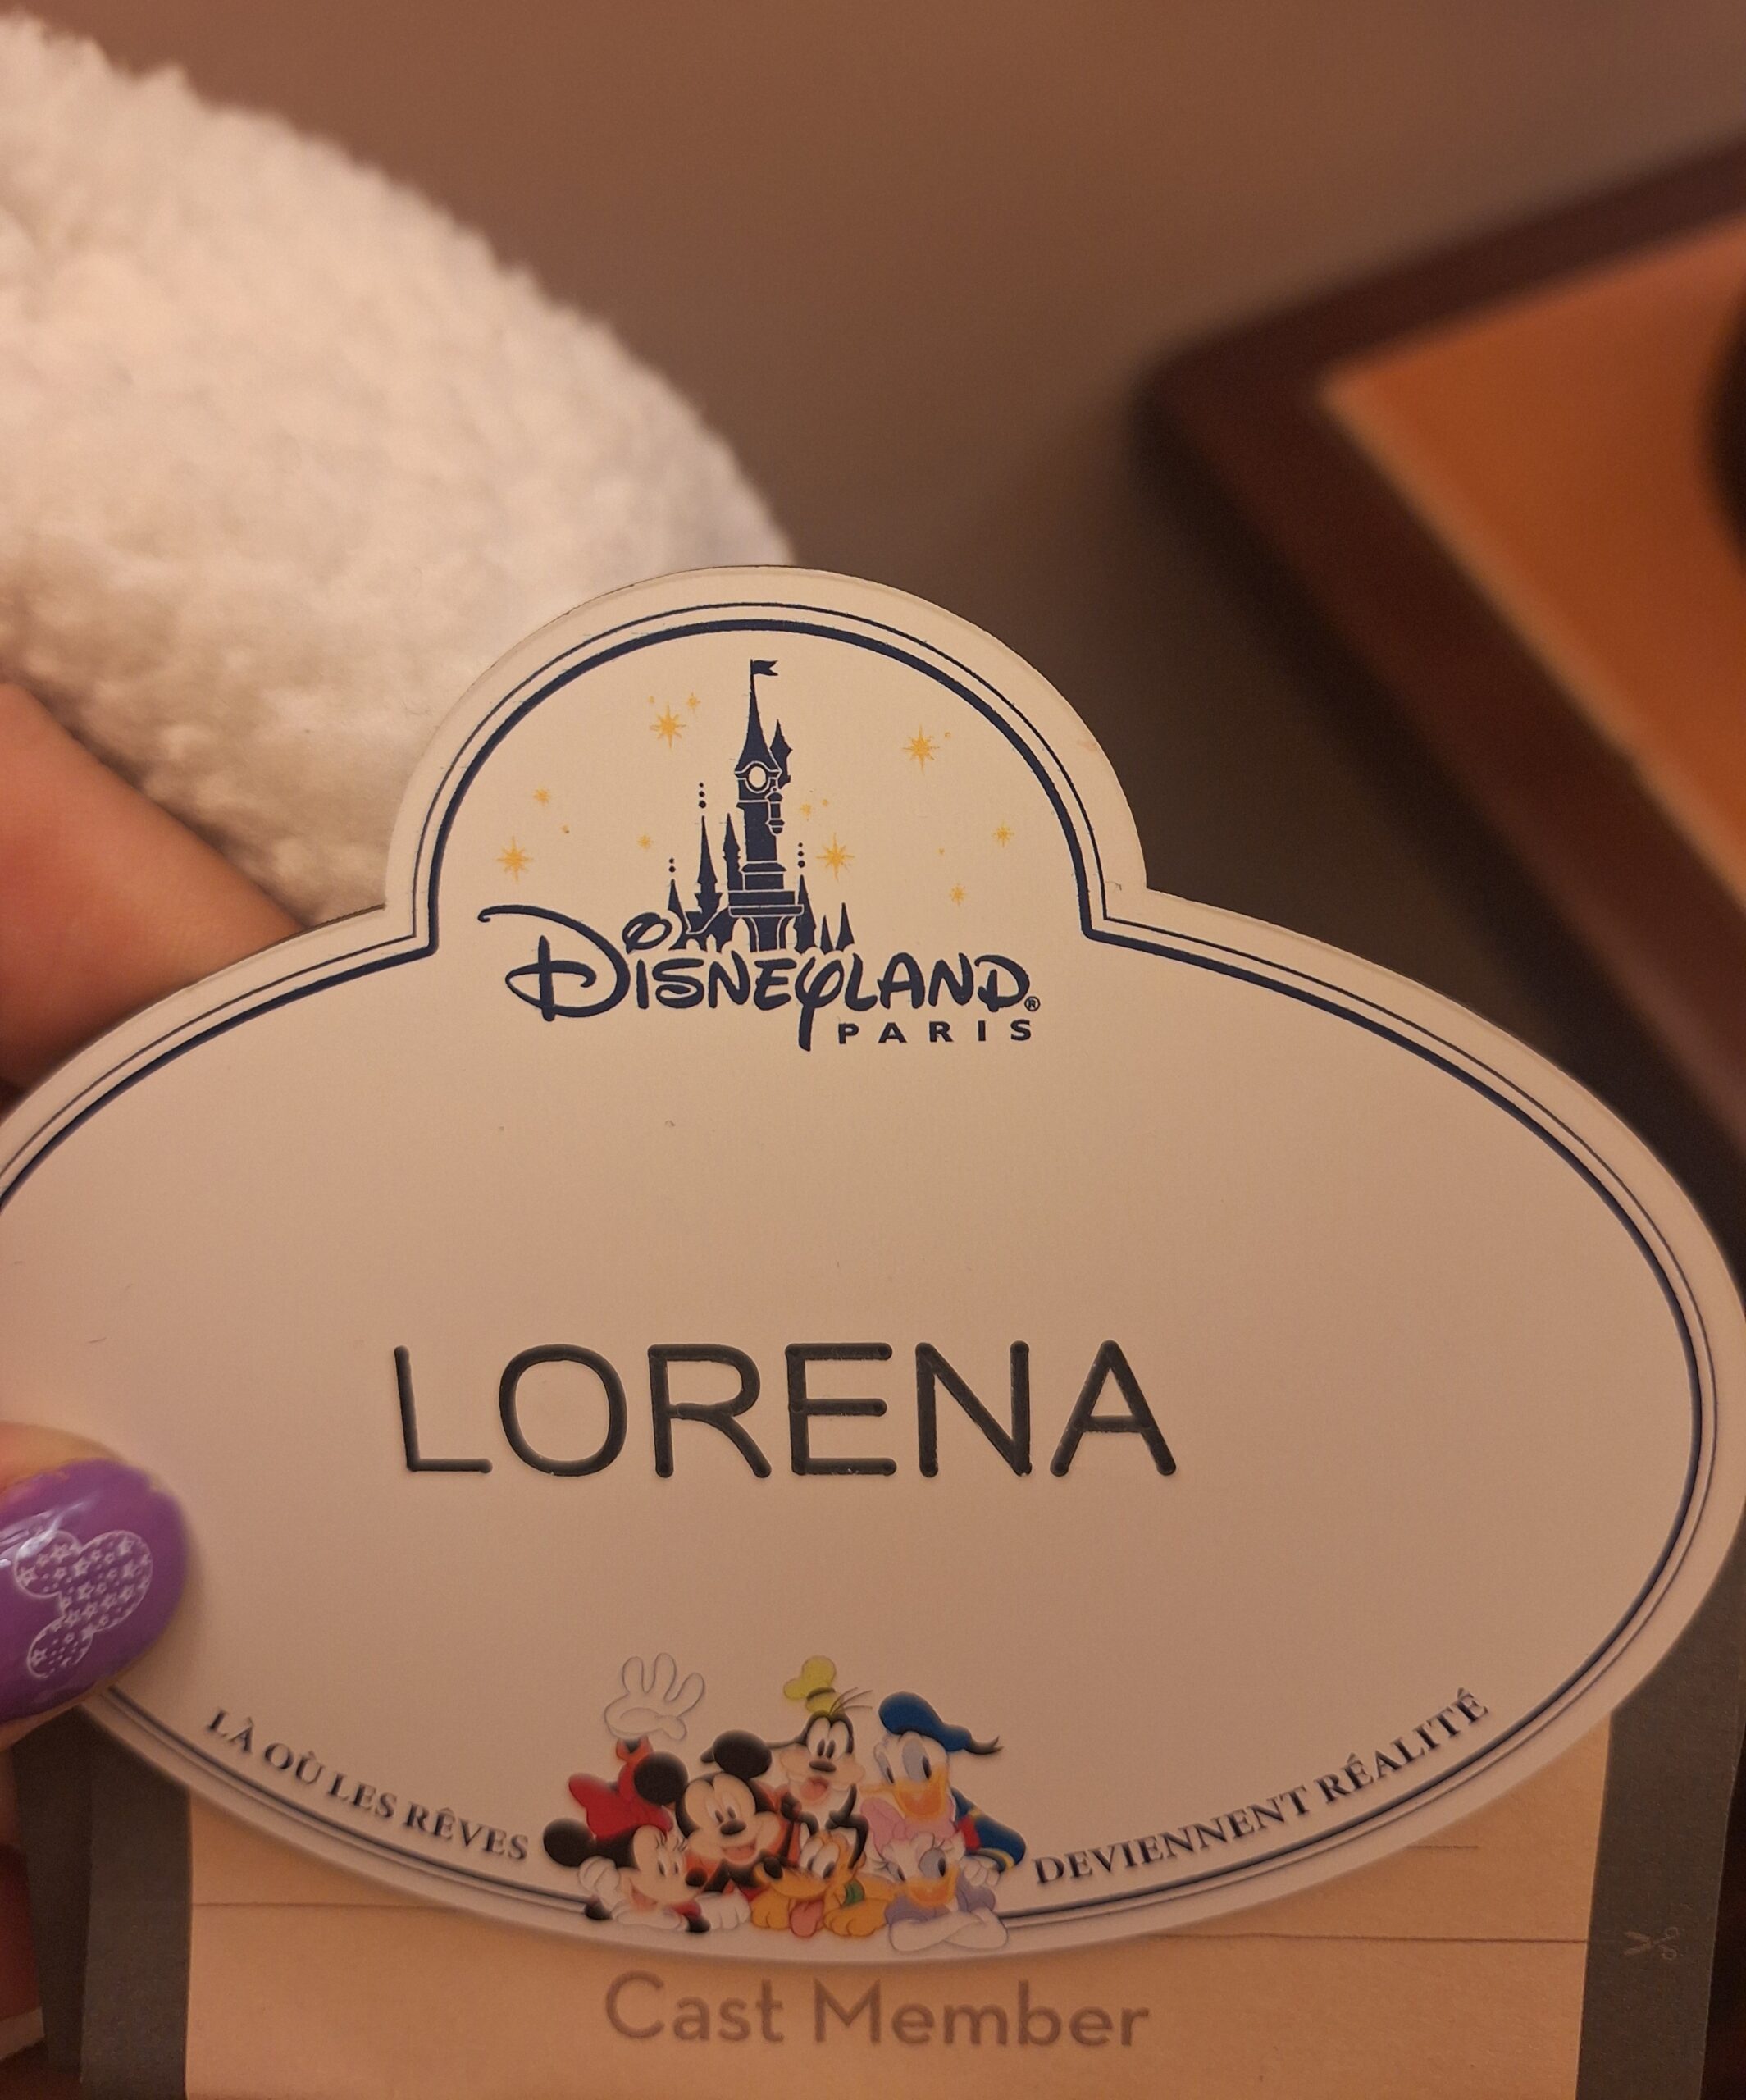 DISNEYLAND®
PARIS
LORENA
LÀ OÙ LES RÊVES
DEVIENNENT RÉALITÉ
Cast Member